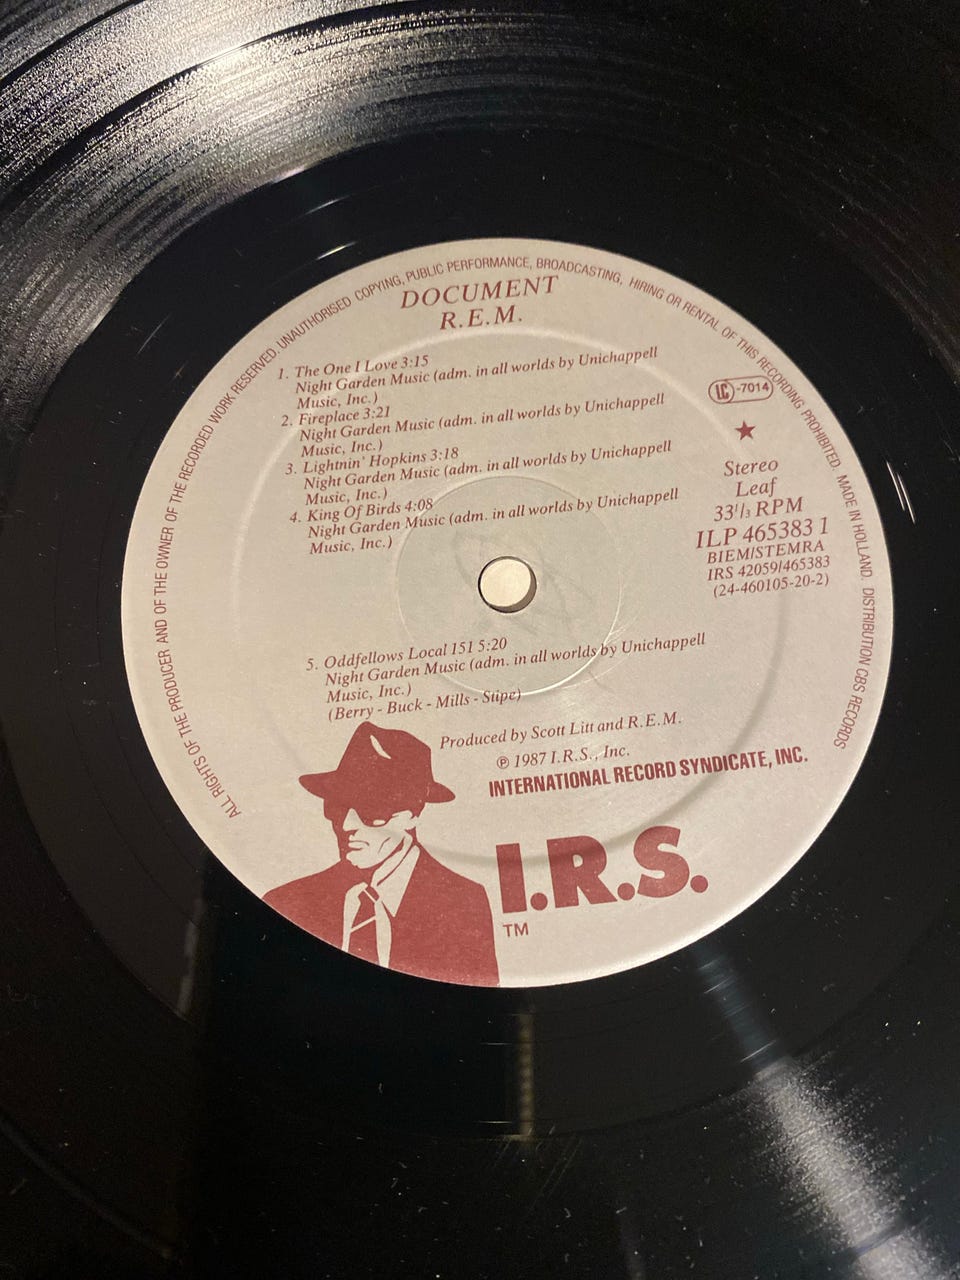 ALL RIGHTS OF THE PRODUCER AND OF THE OWNER OF THE RECORDED WORK RESERVED. UNAUTHORISED COPYING, PUBLIC PERFORMANCE, BROADCASTING, HIRING OR RENTAL OF THIS RECORDING PROHIBITED. MADE IN HOLLAND. DISTRIBUTION CBS RECORDS
DOCUMENT
R.E.M.
1. The One I Love 3:15
Night Garden Music (adm. in all worlds by Unichappell
Music, Inc.)
2. Fireplace 3:21
Night Garden Music (adm. in all worlds by Unichappell
Music, Inc.)
3. Lightnin' Hopkins 3:18
Night Garden Music (adm. in all worlds by Unichappell
Music, Inc.)
4. King Of Birds 4:08
Night Garden Music (adm. in all worlds by Unichappell
Music, Inc.)
LC-7014
★
Stereo
Leaf
33 1/3 RPM
ILP 465383 1
BIEM/STEMRA
IRS 42059/465383
(24-460105-20-2)
5. Oddfellows Local 151 5:20
Night Garden Music (adm. in all worlds by Unichappell
Music, Inc.)
(Berry - Buck - Mills - Stipe)
Produced by Scott Litt and R.E.M.
℗ 1987 I.R.S., Inc.
INTERNATIONAL RECORD SYNDICATE, INC.
I.R.S.
TM